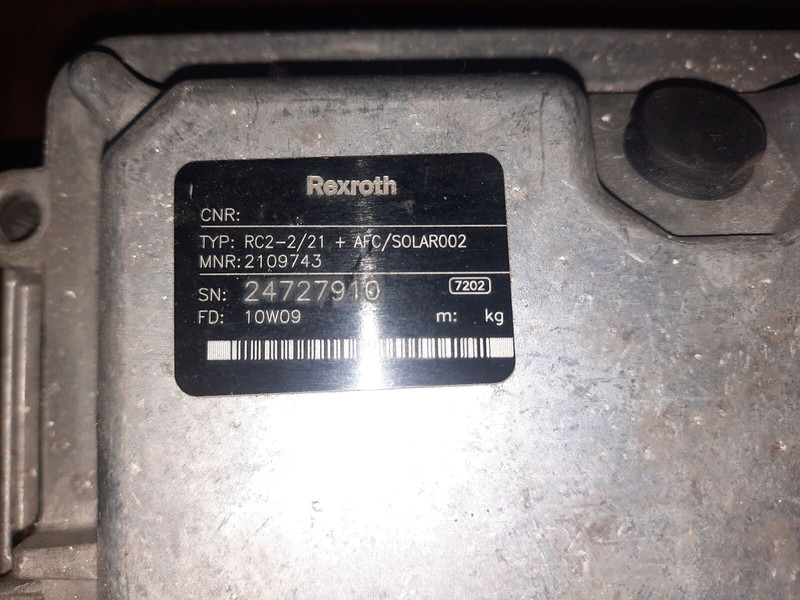 Rexroth
CNR:
TYP: RC2-2/21 + AFC/SOLAR002
MNR: 2109743
SN: 24727910 7202
FD: 10W09 m: kg